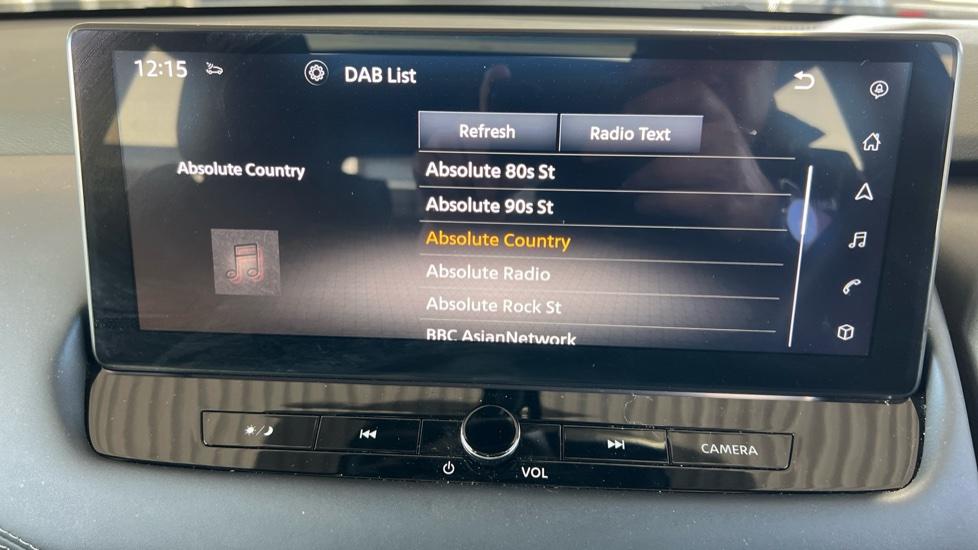 12:15
DAB List
Refresh
Radio Text
Absolute Country
Absolute 80s St
Absolute 90s St
Absolute Country
Absolute Radio
Absolute Rock St
BBC AsianNetwork
VOL
CAMERA